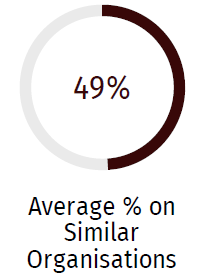 49%
Average % on
Similar
Organisations